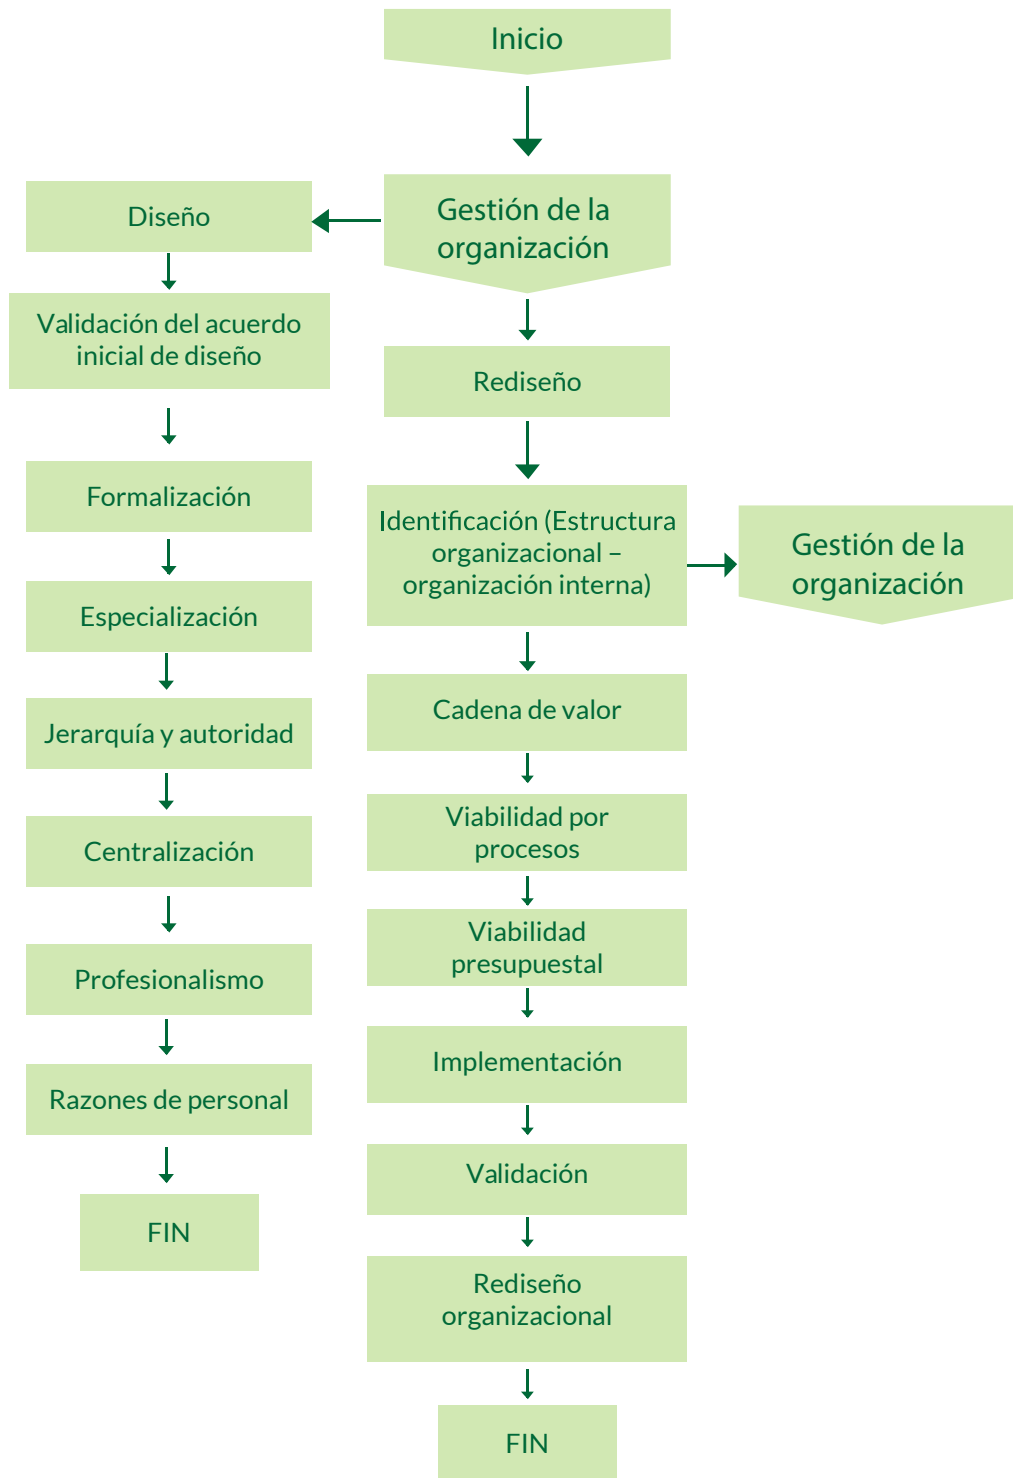 Inicio
Gestión de la
organización
Diseño
Validación del acuerdo
inicial de diseño
Formalización
Especialización
Jerarquía y autoridad
Centralización
Profesionalismo
Razones de personal
FIN
Rediseño
Identificación (Estructura
organizacional –
organización interna)
Gestión de la
organización
Cadena de valor
Viabilidad por
procesos
Viabilidad
presupuestal
Implementación
Validación
Rediseño
organizacional
FIN